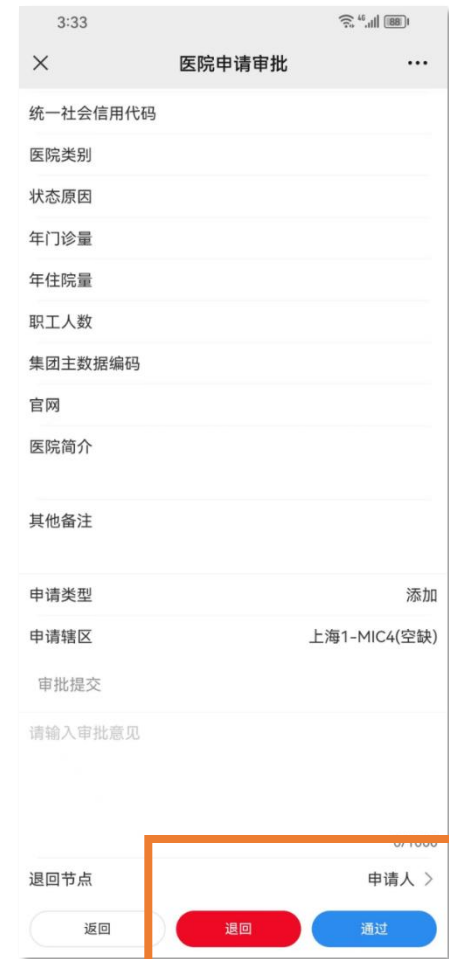 3:33
4G
88
医院申请审批
统一社会信用代码
医院类别
状态原因
年门诊量
年住院量
职工人数
集团主数据编码
官网
医院简介
其他备注
申请类型 添加
申请辖区 上海1-MIC4(空缺)
审批提交
请输入审批意见
0/1000
退回节点 申请人
返回 退回 通过